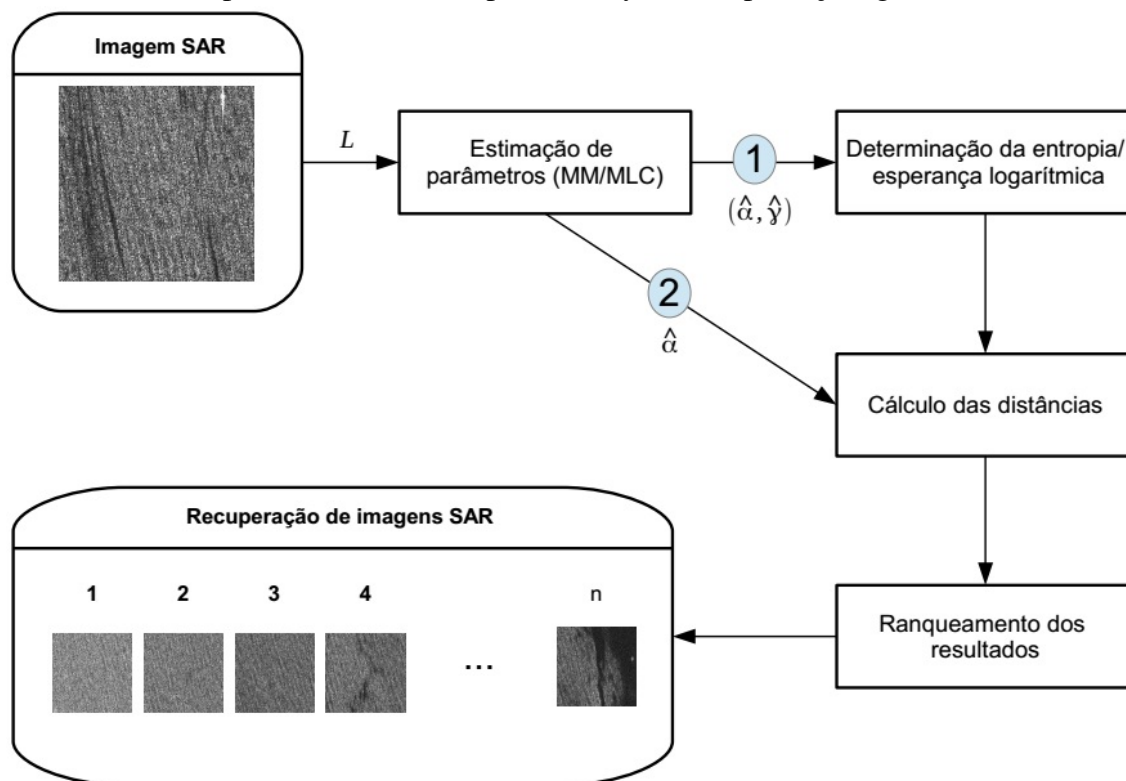 Imagem SAR
L
Estimação de
parâmetros (MM/MLC)
1
(α̂, γ̂)
Determinação da entropia/
esperança logarítmica
2
α̂
Cálculo das distâncias
Recuperação de imagens SAR
1 2 3 4 n
...
Ranqueamento dos
resultados